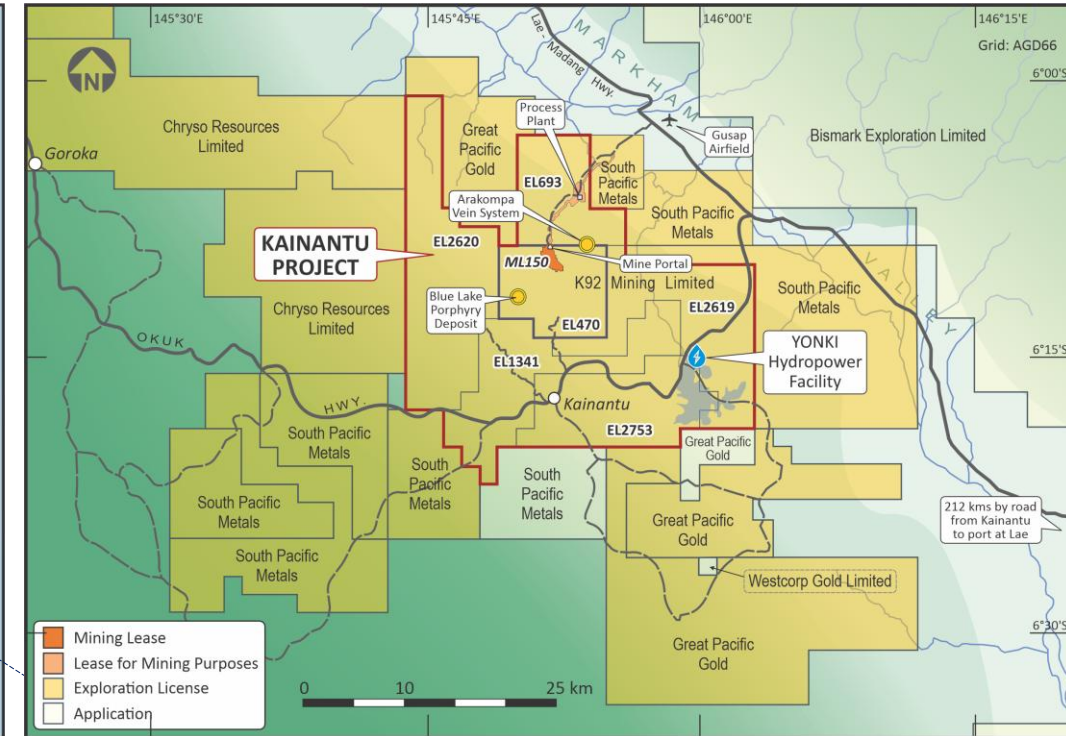 145°30'E
145°45'E
146°00'E
146°15'E
Grid: AGD66
6°00'S
6°15'S
6°30'S
N
Lae - Madang Hwy.
MARKHAM
VALLEY
Chryso Resources
Limited
Goroka
Great
Pacific
Gold
Process
Plant
Gusap
Airfield
Bismark Exploration Limited
EL693
South
Pacific
Metals
Arakompa
Vein System
South Pacific
Metals
KAINANTU
PROJECT
EL2620
ML150
Mine Portal
K92 Mining Limited
South Pacific
Metals
Chryso Resources
Limited
Blue Lake
Porphyry
Deposit
EL2619
EL470
EL1341
YONKI
Hydropower
Facility
OKUK
HWY.
Kainantu
EL2753
South Pacific
Metals
Great Pacific
Gold
South
Pacific
Metals
South
Pacific
Metals
South Pacific
Metals
Great Pacific
Gold
212 kms by road
from Kainantu
to port at Lae
South Pacific
Metals
Westcorp Gold Limited
Great Pacific
Gold
Mining Lease
Lease for Mining Purposes
Exploration License
Application
0 10 25 km